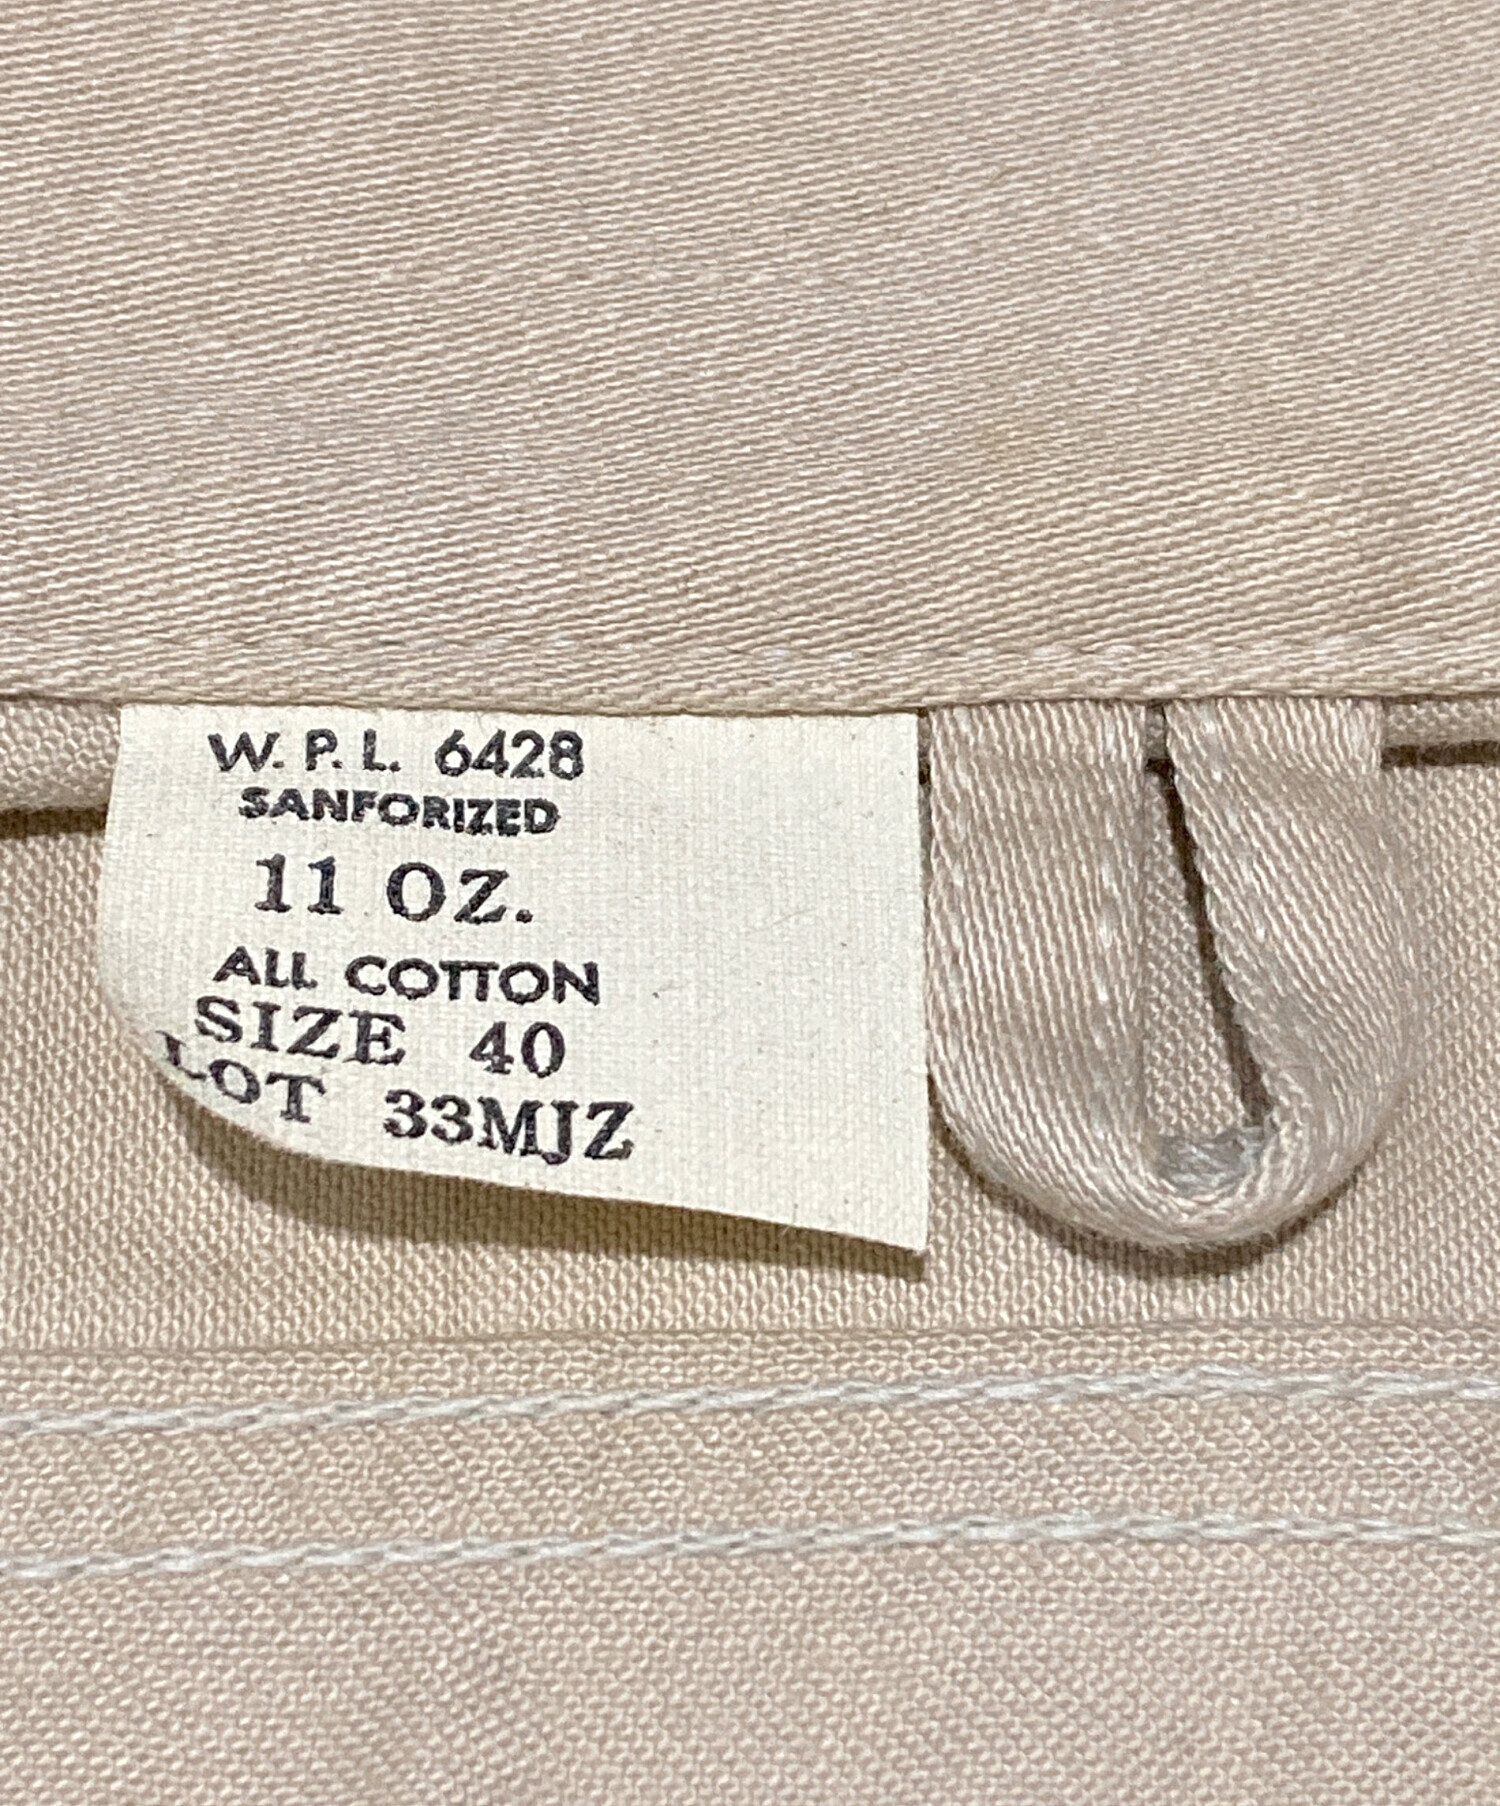 W. P. L. 6428
SANFORIZED
11 OZ.
ALL COTTON
SIZE 40
LOT 33MJZ